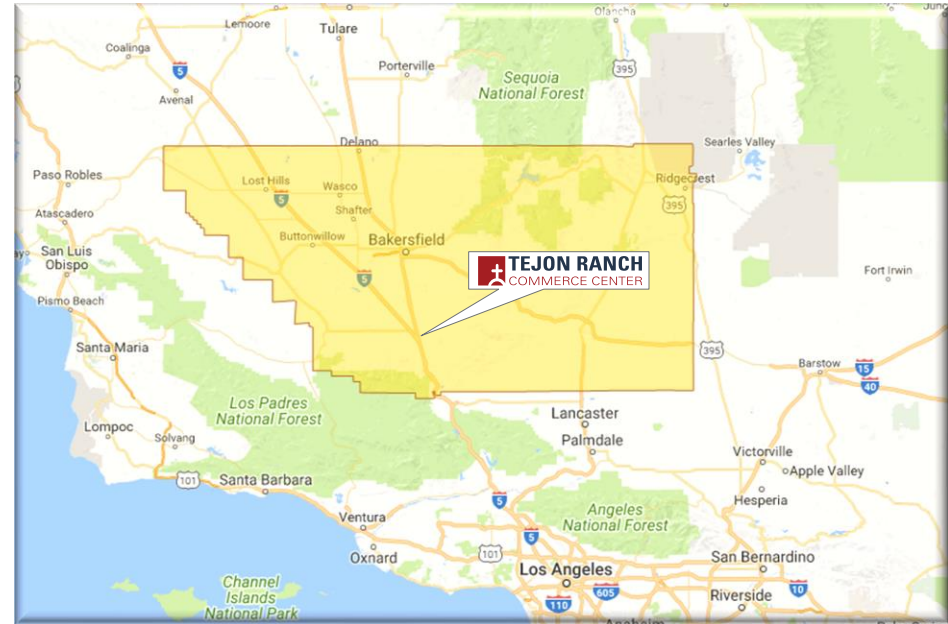 Olancha
Lemoore
Tulare
Coalinga
5
Porterville
395
Sequoia
National Forest
Avenal
Delano
Searles Valley
Paso Robles
Lost Hills
Wasco
Ridgecrest
5
395
Shafter
Atascadero
Buttonwillow
Bakersfield
San Luis
Obispo
TEJON RANCH
COMMERCE CENTER
5
Fort Irwin
Pismo Beach
Santa Maria
395
Barstow
15
40
Los Padres
National Forest
Lancaster
Palmdale
Lompoc
Solvang
Victorville
Apple Valley
101
Santa Barbara
5
Hesperia
Ventura
Angeles
National Forest
5
Oxnard
101
San Bernardino
Los Angeles
Channel
Islands
National Park
110
605
10
Riverside